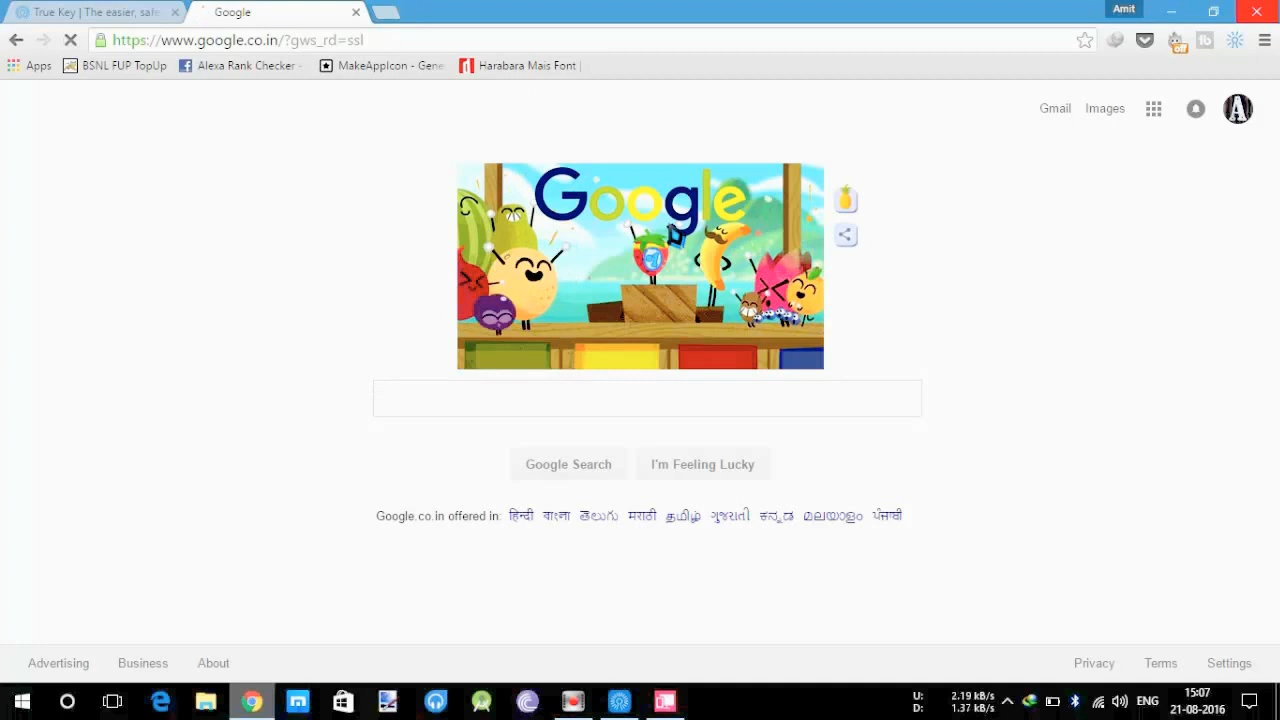 True Key | The easier, safe
Google
Amit
https://www.google.co.in/?gws_rd=ssl
Apps
BSNL FUP TopUp
Alexa Rank Checker -
MakeAppIcon - Gene
Harabara Mais Font |
off
Gmail
Images
Google
Google Search
I'm Feeling Lucky
Google.co.in offered in: हिन्दी বাংলা తెలుగు मराठी தமிழ் ગુજરાતી ಕನ್ನಡ മലയാളം ਪੰਜਾਬੀ
Advertising
Business
About
Privacy
Terms
Settings
U: 2.19 kB/s
D: 1.37 kB/s
ENG
15:07
21-08-2016